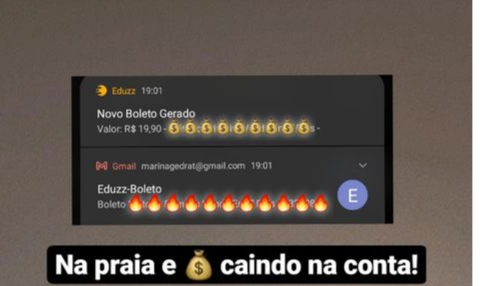 Eduzz 19:01
Novo Boleto Gerado
Valor: R$ 19,90 - 💰💰💰💰💰💰💰💰💰 -
Gmail marinagedrat@gmail.com 19:01
Eduzz-Boleto
E
Boleto 🔥🔥🔥🔥🔥🔥🔥🔥🔥🔥🔥
Na praia e 💰 caindo na conta!